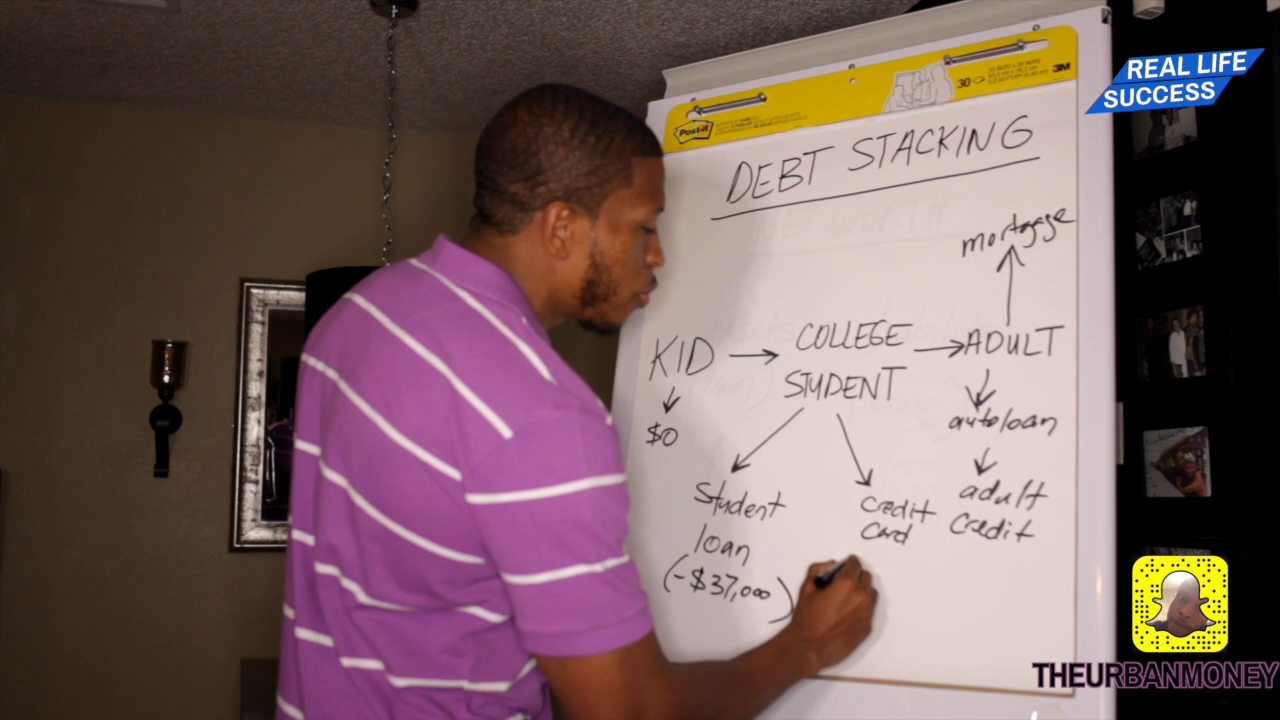 REAL LIFE
SUCCESS
Post-it
30
3M
DEBT STACKING
mortgage
KID → COLLEGE STUDENT → ADULT
$0
autoloan
Student
loan
(-$37,000)
credit
card
adult
credit
THEURBANMONEY